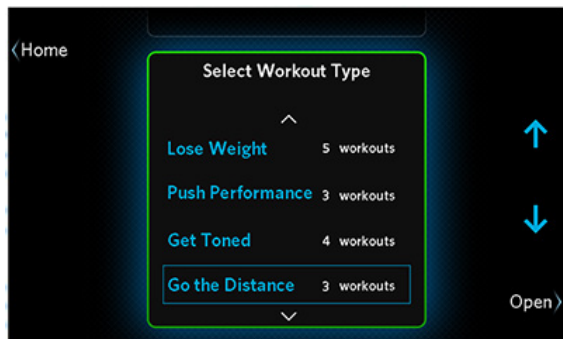 Home
Select Workout Type
Lose Weight 5 workouts
Push Performance 3 workouts
Get Toned 4 workouts
Go the Distance 3 workouts
Open